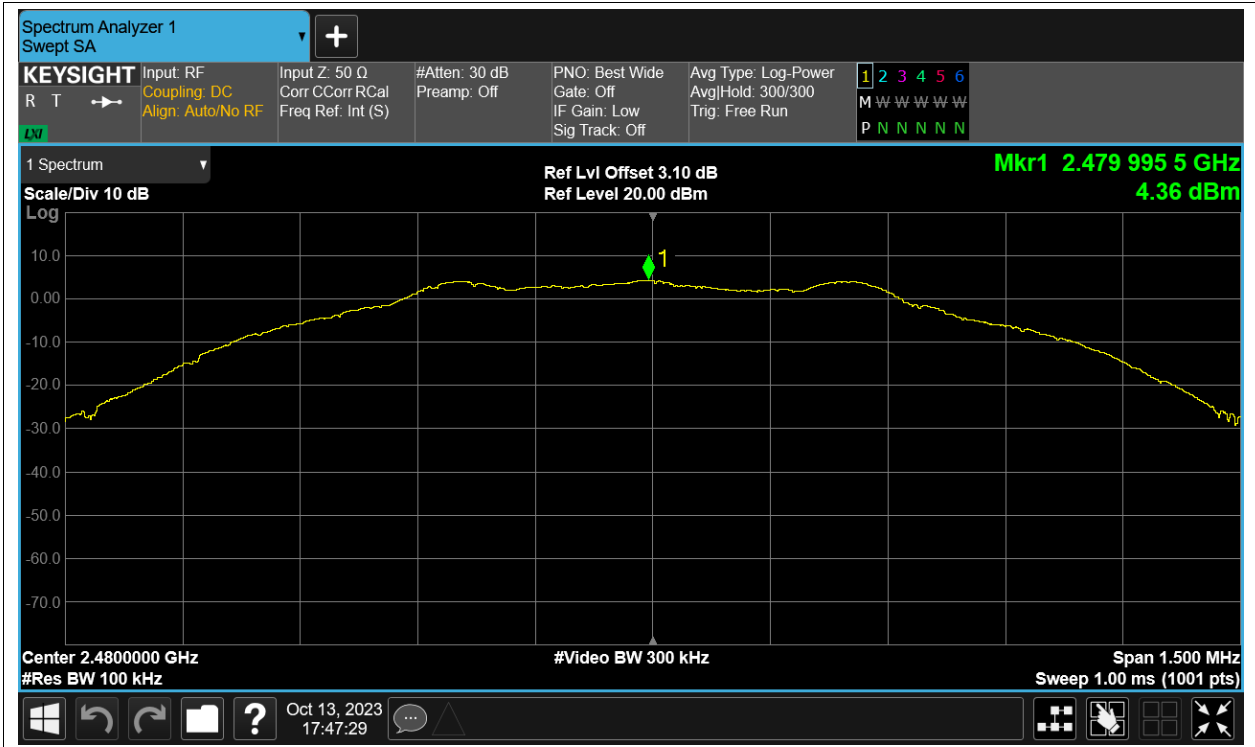 Spectrum Analyzer 1
Swept SA
KEYSIGHT
R T
LXI
Input: RF
Coupling: DC
Align: Auto/No RF
Input Z: 50 Ω
Corr CCorr RCal
Freq Ref: Int (S)
#Atten: 30 dB
Preamp: Off
PNO: Best Wide
Gate: Off
IF Gain: Low
Sig Track: Off
Avg Type: Log-Power
Avg|Hold: 300/300
Trig: Free Run
1 2 3 4 5 6
M W W W W W
P N N N N N
1 Spectrum
Scale/Div 10 dB
Log
Ref Lvl Offset 3.10 dB
Ref Level 20.00 dBm
Mkr1 2.479 995 5 GHz
4.36 dBm
1
10.0
0.00
-10.0
-20.0
-30.0
-40.0
-50.0
-60.0
-70.0
Center 2.4800000 GHz
#Res BW 100 kHz
#Video BW 300 kHz
Span 1.500 MHz
Sweep 1.00 ms (1001 pts)
?
Oct 13, 2023
17:47:29